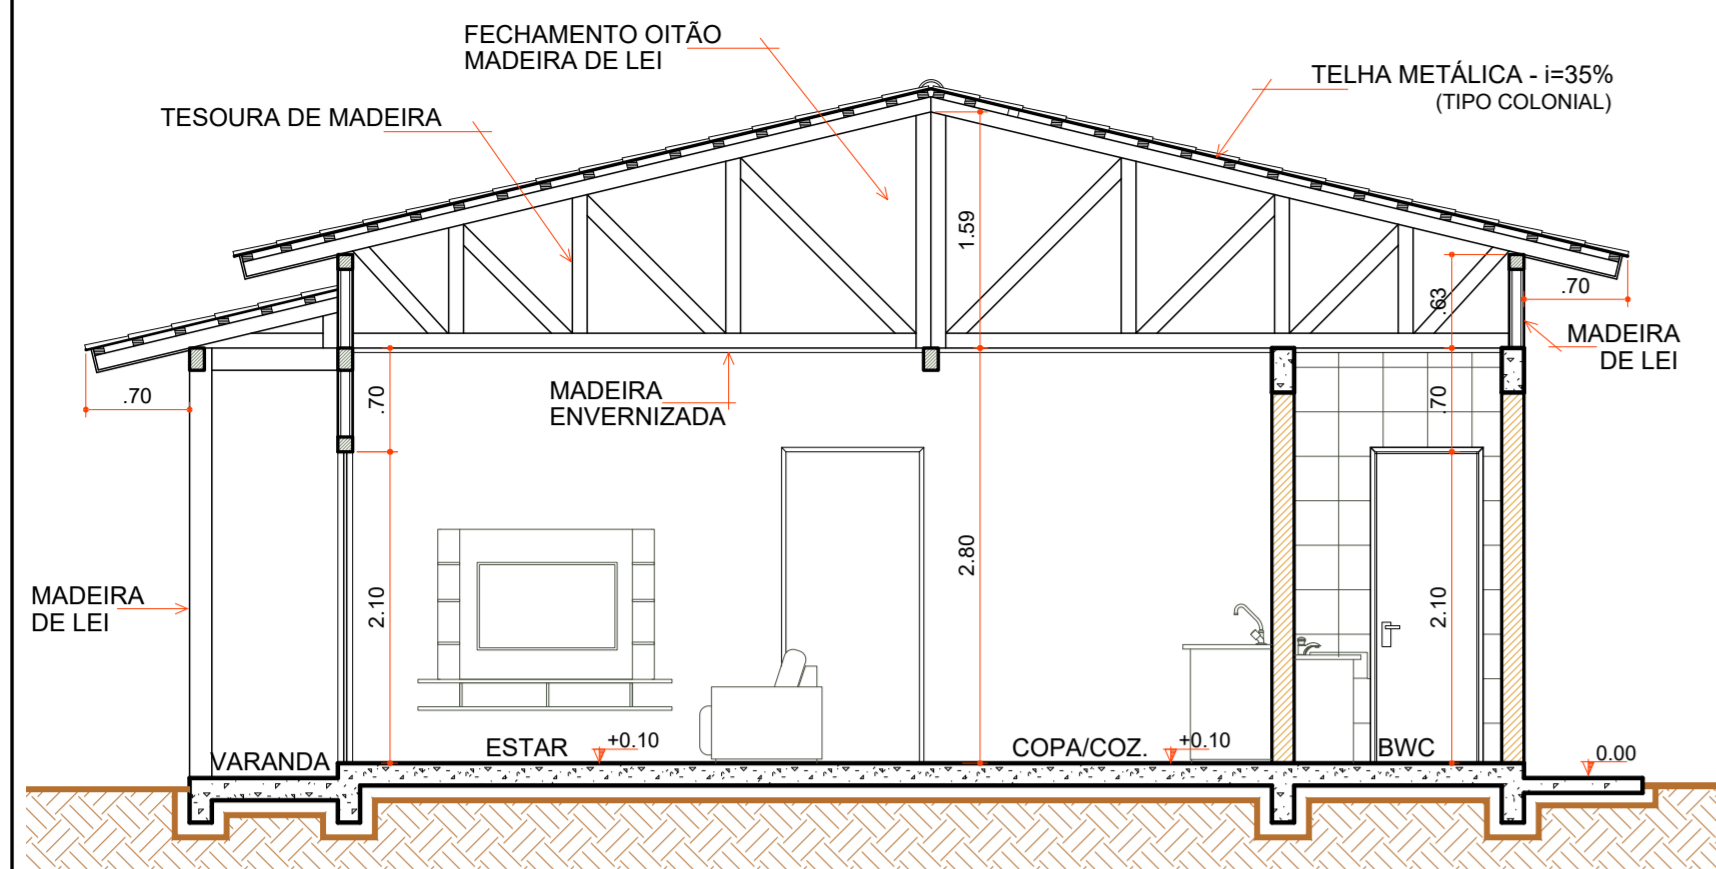 FECHAMENTO OITÃO
MADEIRA DE LEI
TELHA METÁLICA - i=35%
(TIPO COLONIAL)
TESOURA DE MADEIRA
1.59
.63
.70
MADEIRA
DE LEI
.70
.70
MADEIRA
ENVERNIZADA
.70
2.80
2.10
2.10
MADEIRA
DE LEI
VARANDA
ESTAR
+0.10
COPA/COZ.
+0.10
BWC
0.00